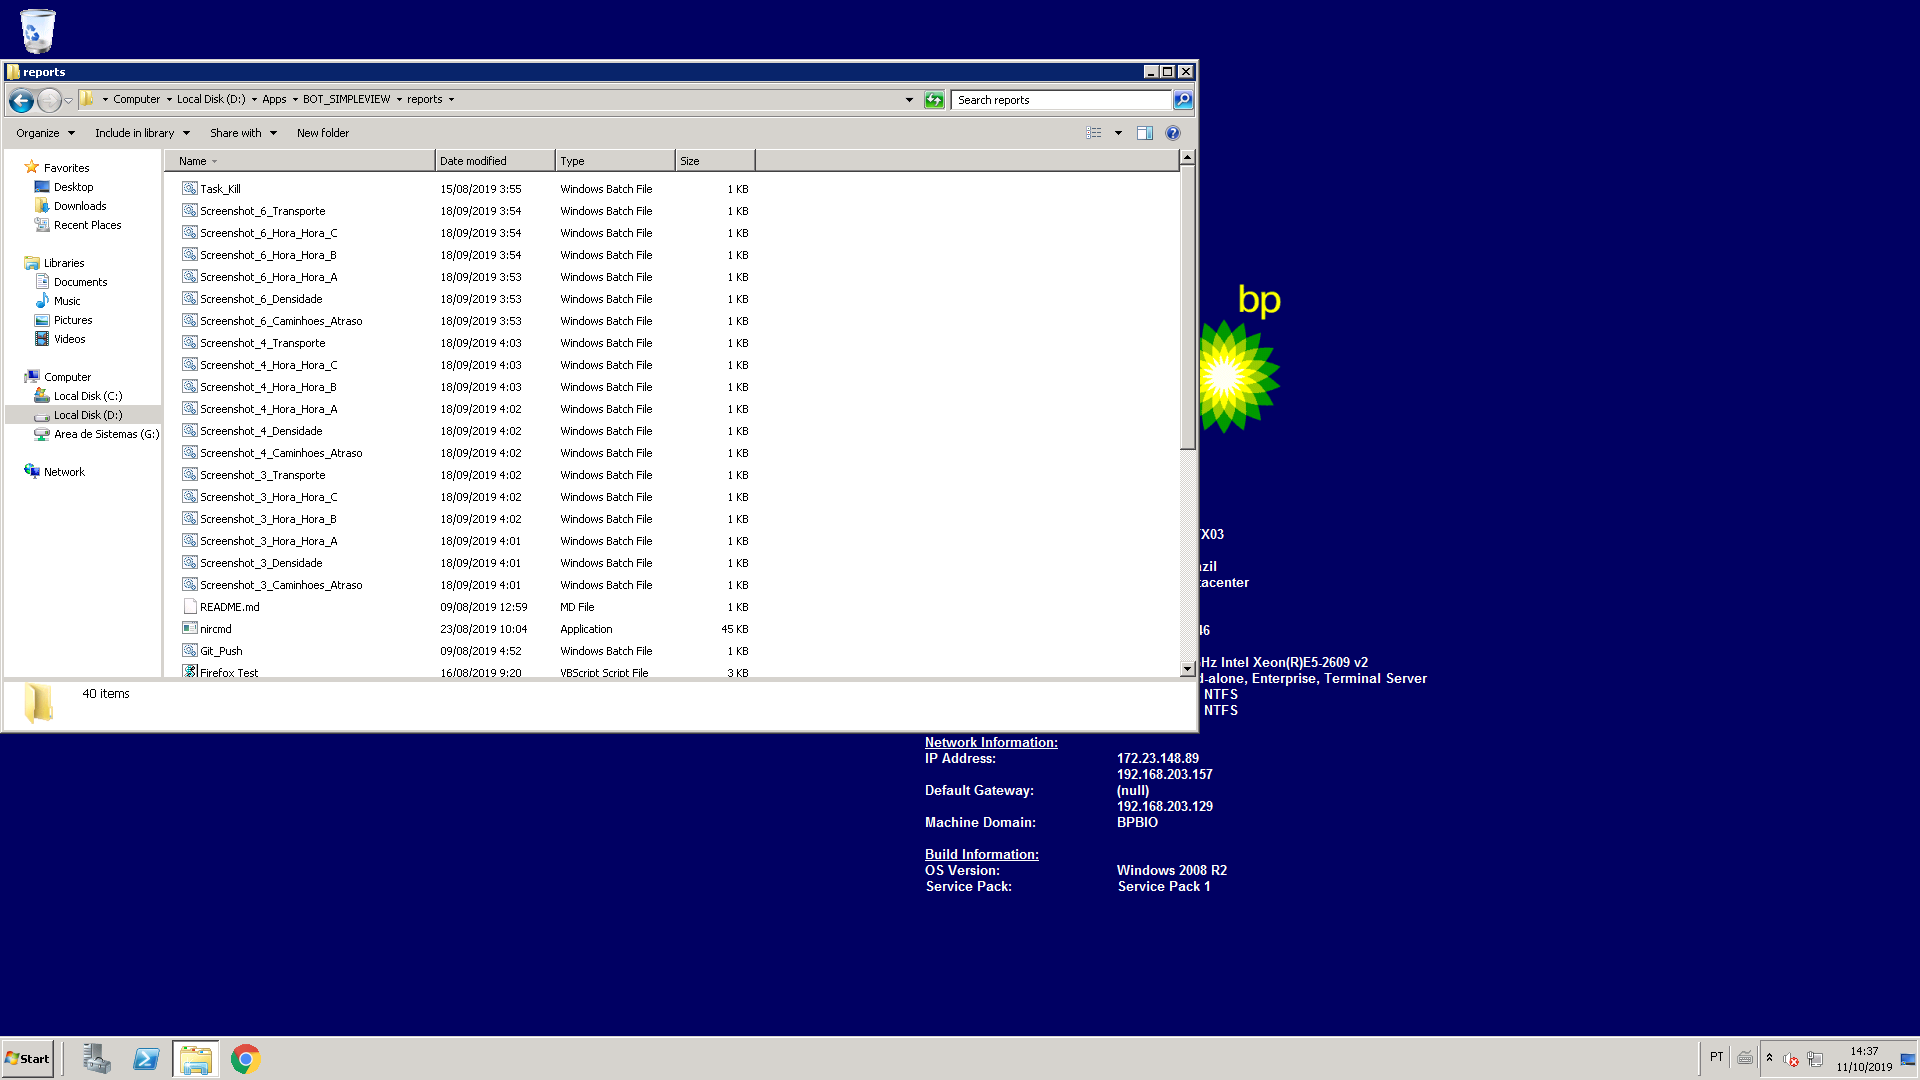 reports
Computer Local Disk (D:) Apps BOT_SIMPLEVIEW reports
Search reports
Organize Include in library Share with New folder
Name Date modified Type Size
Favorites
Desktop
Downloads
Recent Places
Libraries
Documents
Music
Pictures
Videos
Computer
Local Disk (C:)
Local Disk (D:)
Area de Sistemas (G:)
Network
Task_Kill 15/08/2019 3:55 Windows Batch File 1 KB
Screenshot_6_Transporte 18/09/2019 3:54 Windows Batch File 1 KB
Screenshot_6_Hora_Hora_C 18/09/2019 3:54 Windows Batch File 1 KB
Screenshot_6_Hora_Hora_B 18/09/2019 3:54 Windows Batch File 1 KB
Screenshot_6_Hora_Hora_A 18/09/2019 3:53 Windows Batch File 1 KB
Screenshot_6_Densidade 18/09/2019 3:53 Windows Batch File 1 KB
Screenshot_6_Caminhoes_Atraso 18/09/2019 3:53 Windows Batch File 1 KB
Screenshot_4_Transporte 18/09/2019 4:03 Windows Batch File 1 KB
Screenshot_4_Hora_Hora_C 18/09/2019 4:03 Windows Batch File 1 KB
Screenshot_4_Hora_Hora_B 18/09/2019 4:03 Windows Batch File 1 KB
Screenshot_4_Hora_Hora_A 18/09/2019 4:02 Windows Batch File 1 KB
Screenshot_4_Densidade 18/09/2019 4:02 Windows Batch File 1 KB
Screenshot_4_Caminhoes_Atraso 18/09/2019 4:02 Windows Batch File 1 KB
Screenshot_3_Transporte 18/09/2019 4:02 Windows Batch File 1 KB
Screenshot_3_Hora_Hora_C 18/09/2019 4:02 Windows Batch File 1 KB
Screenshot_3_Hora_Hora_B 18/09/2019 4:02 Windows Batch File 1 KB
Screenshot_3_Hora_Hora_A 18/09/2019 4:01 Windows Batch File 1 KB
Screenshot_3_Densidade 18/09/2019 4:01 Windows Batch File 1 KB
Screenshot_3_Caminhoes_Atraso 18/09/2019 4:01 Windows Batch File 1 KB
README.md 09/08/2019 12:59 MD File 1 KB
nircmd 23/08/2019 10:04 Application 45 KB
Git_Push 09/08/2019 4:52 Windows Batch File 1 KB
Firefox Test 16/08/2019 9:20 VBScript Script File 3 KB
40 items
bp
X03
zil
tacenter
46
Hz Intel Xeon(R)E5-2609 v2
d-alone, Enterprise, Terminal Server
NTFS
NTFS
Network Information:
IP Address: 172.23.148.89
192.168.203.157
Default Gateway: (null)
192.168.203.129
Machine Domain: BPBIO
Build Information:
OS Version: Windows 2008 R2
Service Pack: Service Pack 1
Start
PT
14:37
11/10/2019